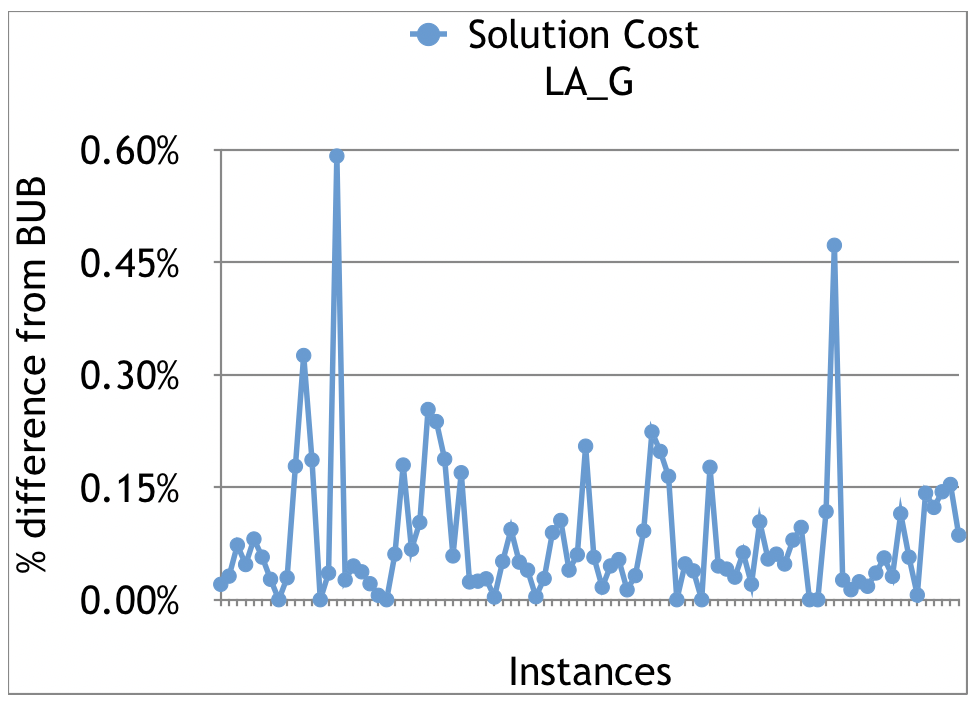 Solution Cost
LA_G
0.60%
0.45%
0.30%
0.15%
0.00%
% difference from BUB
Instances